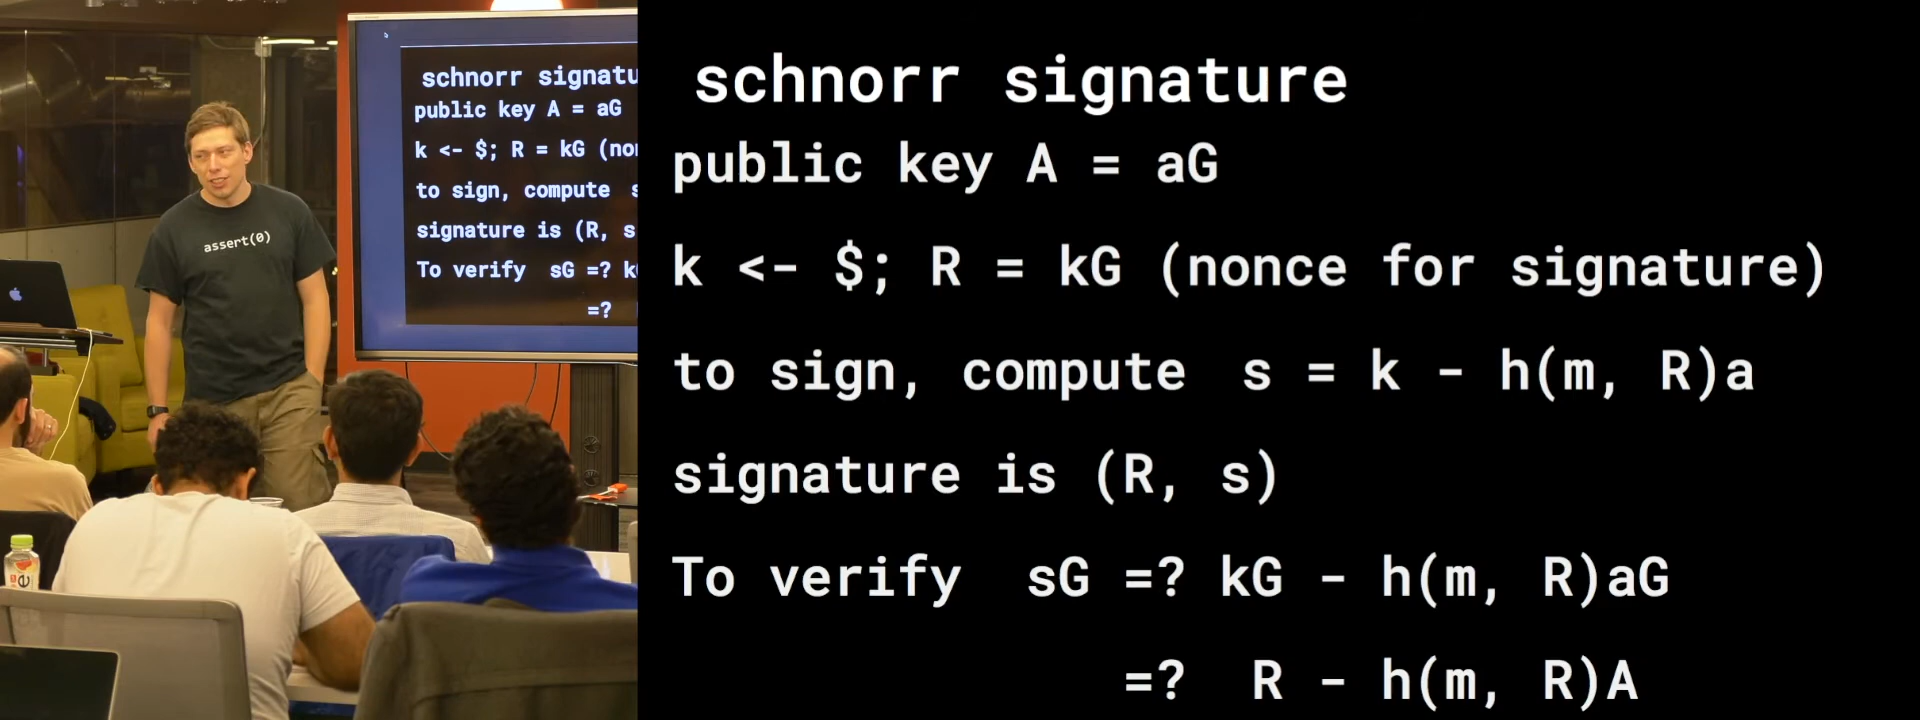 assert(0)
schnorr signatu
public key A = aG
k <- $; R = kG (no
to sign, compute s
signature is (R, s
To verify sG =? k
=?
schnorr signature
public key A = aG
k <- $; R = kG (nonce for signature)
to sign, compute s = k - h(m, R)a
signature is (R, s)
To verify sG =? kG - h(m, R)aG
=? R - h(m, R)A